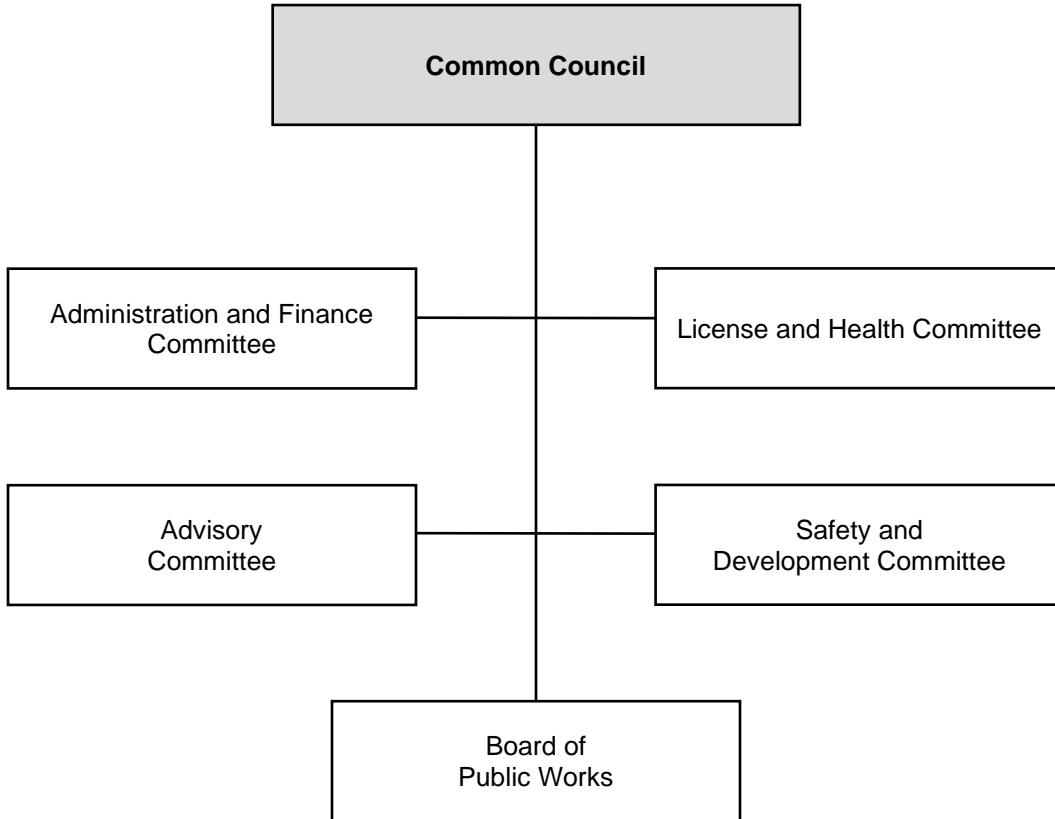 Common Council
Administration and Finance
Committee
License and Health Committee
Advisory
Committee
Safety and
Development Committee
Board of
Public Works